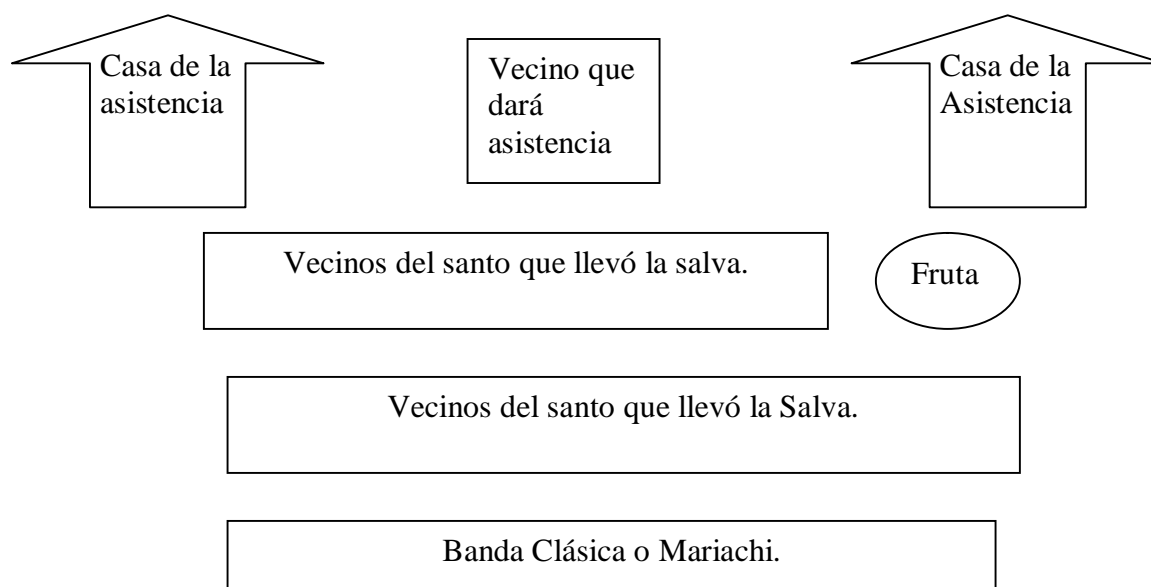 Casa de la
asistencia
Vecino que
dará
asistencia
Casa de la
Asistencia
Vecinos del santo que llevó la salva.
Fruta
Vecinos del santo que llevó la Salva.
Banda Clásica o Mariachi.